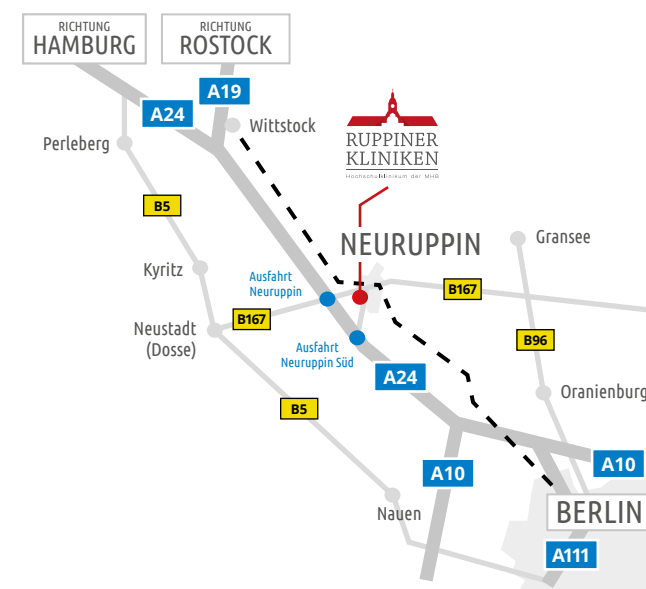 RICHTUNG
HAMBURG
RICHTUNG
ROSTOCK
A19
A24
Wittstock
Perleberg
RUPPINER
KLINIKEN
Hochschulklinikum der MHB
B5
NEURUPPIN
Gransee
Kyritz
Ausfahrt
Neuruppin
B167
B167
Neustadt
(Dosse)
B96
Ausfahrt
Neuruppin Süd
A24
Oranienburg
B5
A10
A10
Nauen
BERLIN
A111